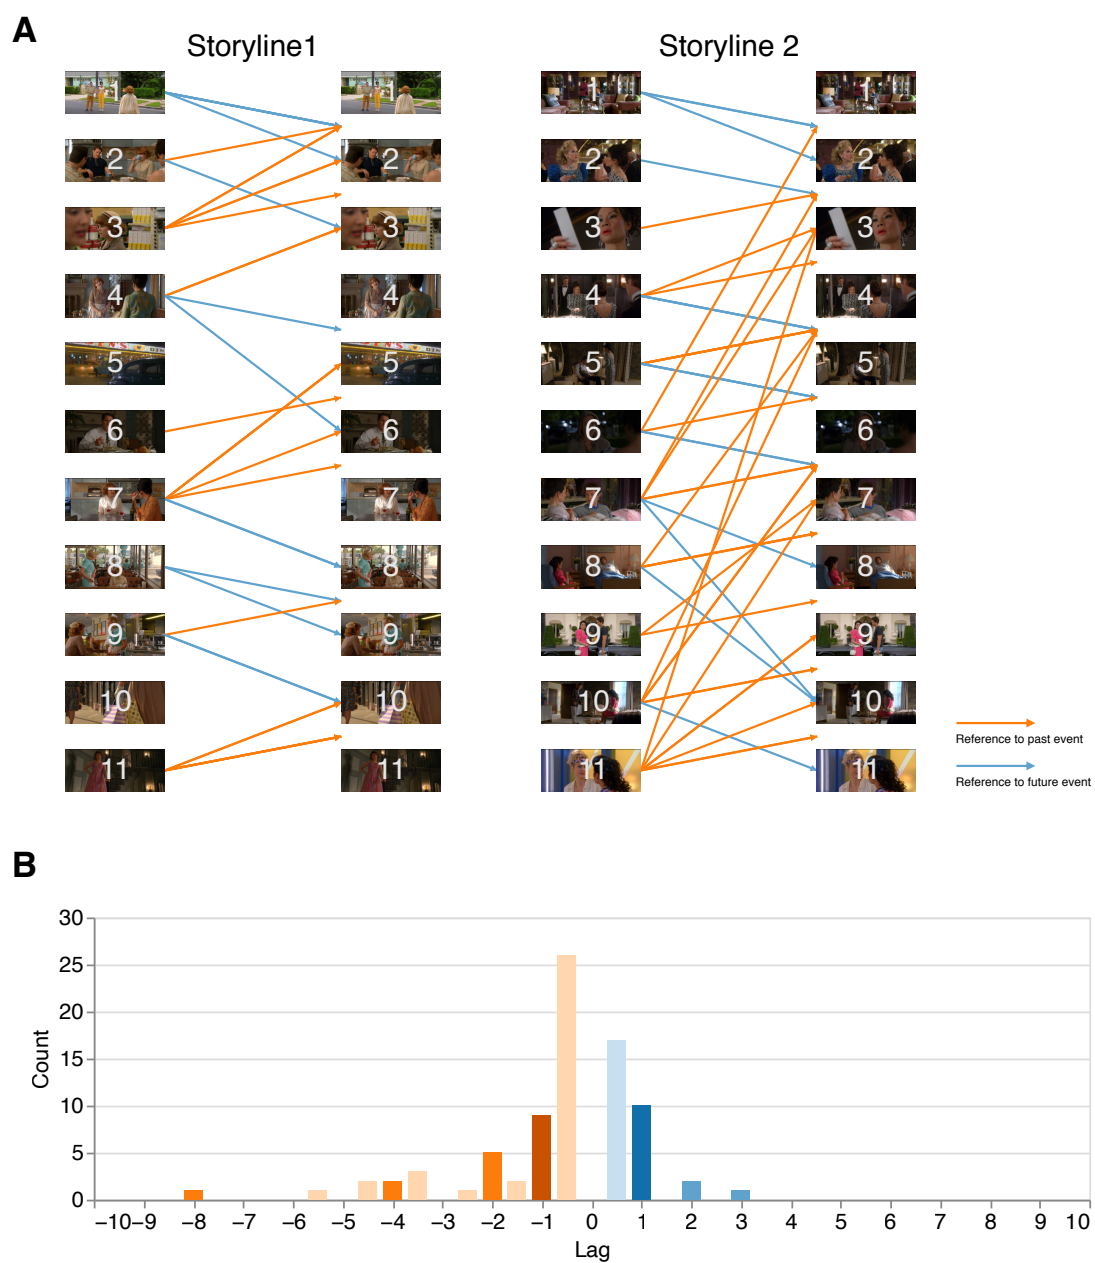 A
Storyline1 Storyline 2
1 1
2 2 2 2
3 3 3 3
4 4 4 4
5 5 5 5
6 6 6 6
7 7 7 7
8 8 8 8
9 9 9 9
10 10 10 10
11 11 11 11
Reference to past event
Reference to future event
B
30
25
20
15
10
5
0
Count
−10 −9 −8 −7 −6 −5 −4 −3 −2 −1 0 1 2 3 4 5 6 7 8 9 10
Lag